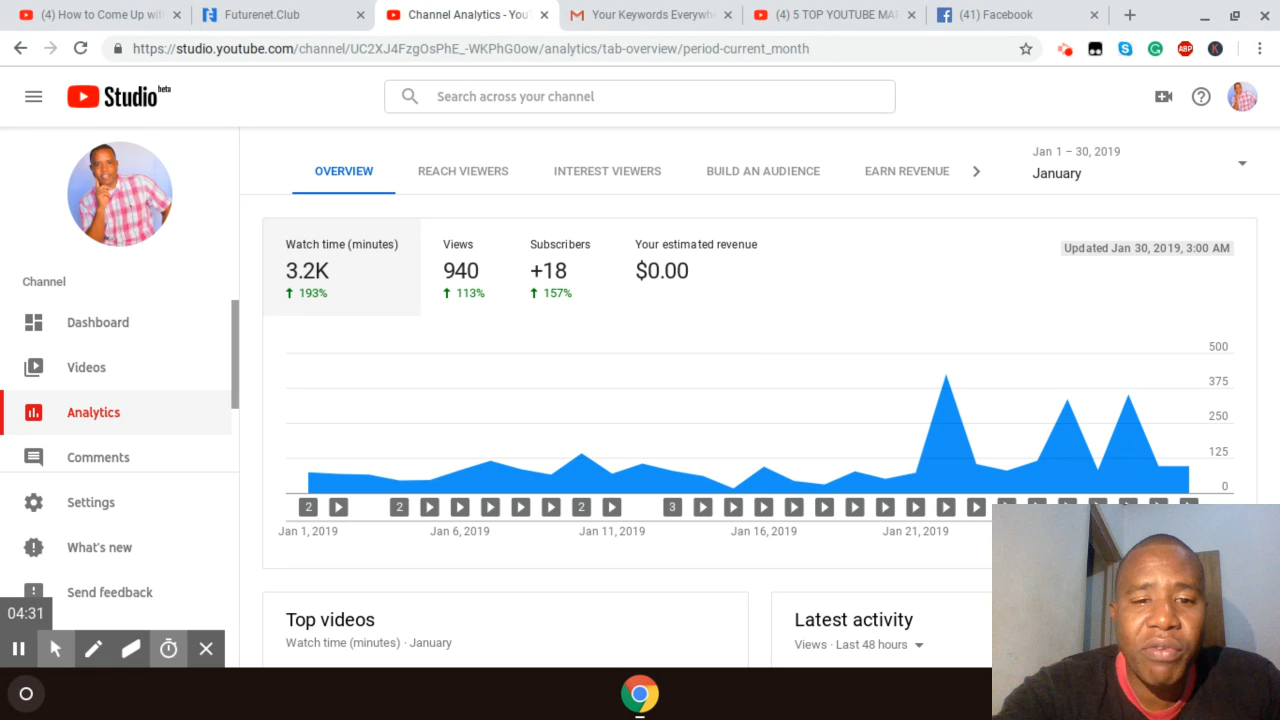 (4) How to Come Up wit
Futurenet.Club
Channel Analytics - You
Your Keywords Everywhe
(4) 5 TOP YOUTUBE MA
(41) Facebook
https://studio.youtube.com/channel/UC2XJ4FzgOsPhE_-WKPhG0ow/analytics/tab-overview/period-current_month
ABP
K
Studio beta
Search across your channel
OVERVIEW
REACH VIEWERS
INTEREST VIEWERS
BUILD AN AUDIENCE
EARN REVENUE
Jan 1 – 30, 2019
January
Channel
Dashboard
Videos
Analytics
Comments
Settings
What's new
Send feedback
Watch time (minutes)
3.2K
193%
Views
940
113%
Subscribers
+18
157%
Your estimated revenue
$0.00
Updated Jan 30, 2019, 3:00 AM
500
375
250
125
0
2
2
2
3
Jan 1, 2019
Jan 6, 2019
Jan 11, 2019
Jan 16, 2019
Jan 21, 2019
Top videos
Watch time (minutes) · January
Latest activity
Views · Last 48 hours
04:31